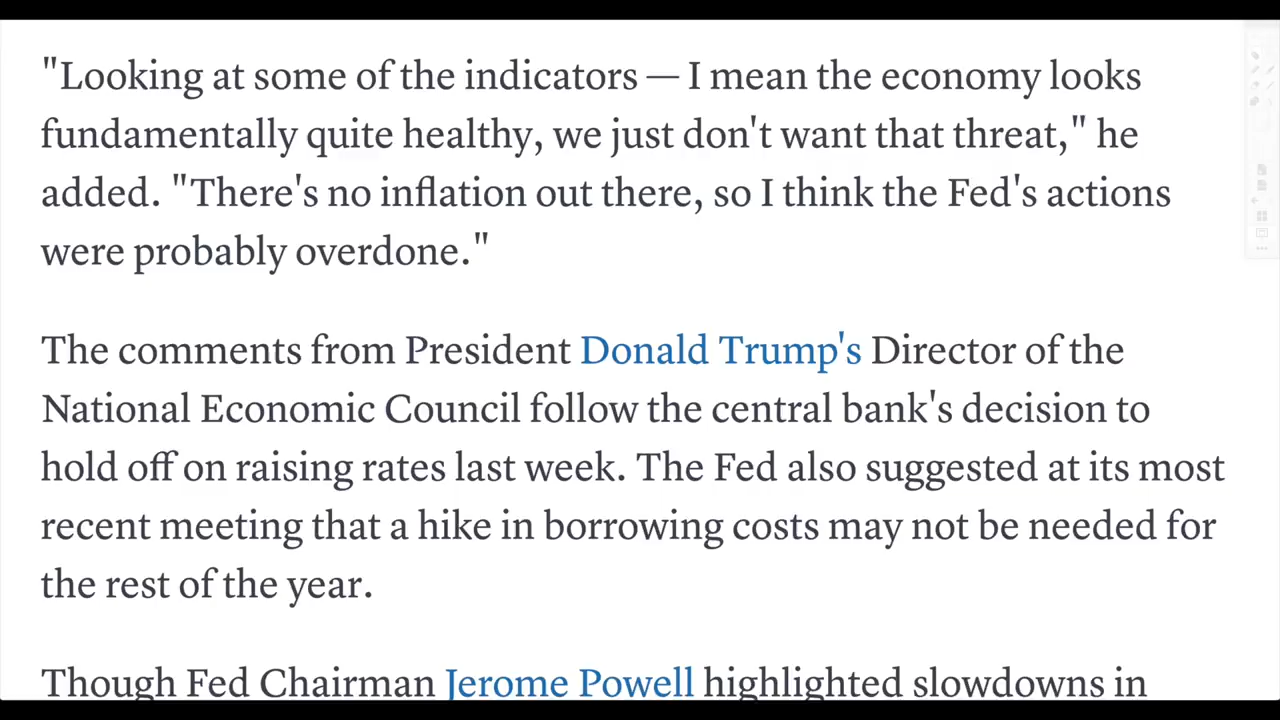 "Looking at some of the indicators — I mean the economy looks
fundamentally quite healthy, we just don't want that threat," he
added. "There's no inflation out there, so I think the Fed's actions
were probably overdone."
The comments from President Donald Trump's Director of the
National Economic Council follow the central bank's decision to
hold off on raising rates last week. The Fed also suggested at its most
recent meeting that a hike in borrowing costs may not be needed for
the rest of the year.
Though Fed Chairman Jerome Powell highlighted slowdowns in